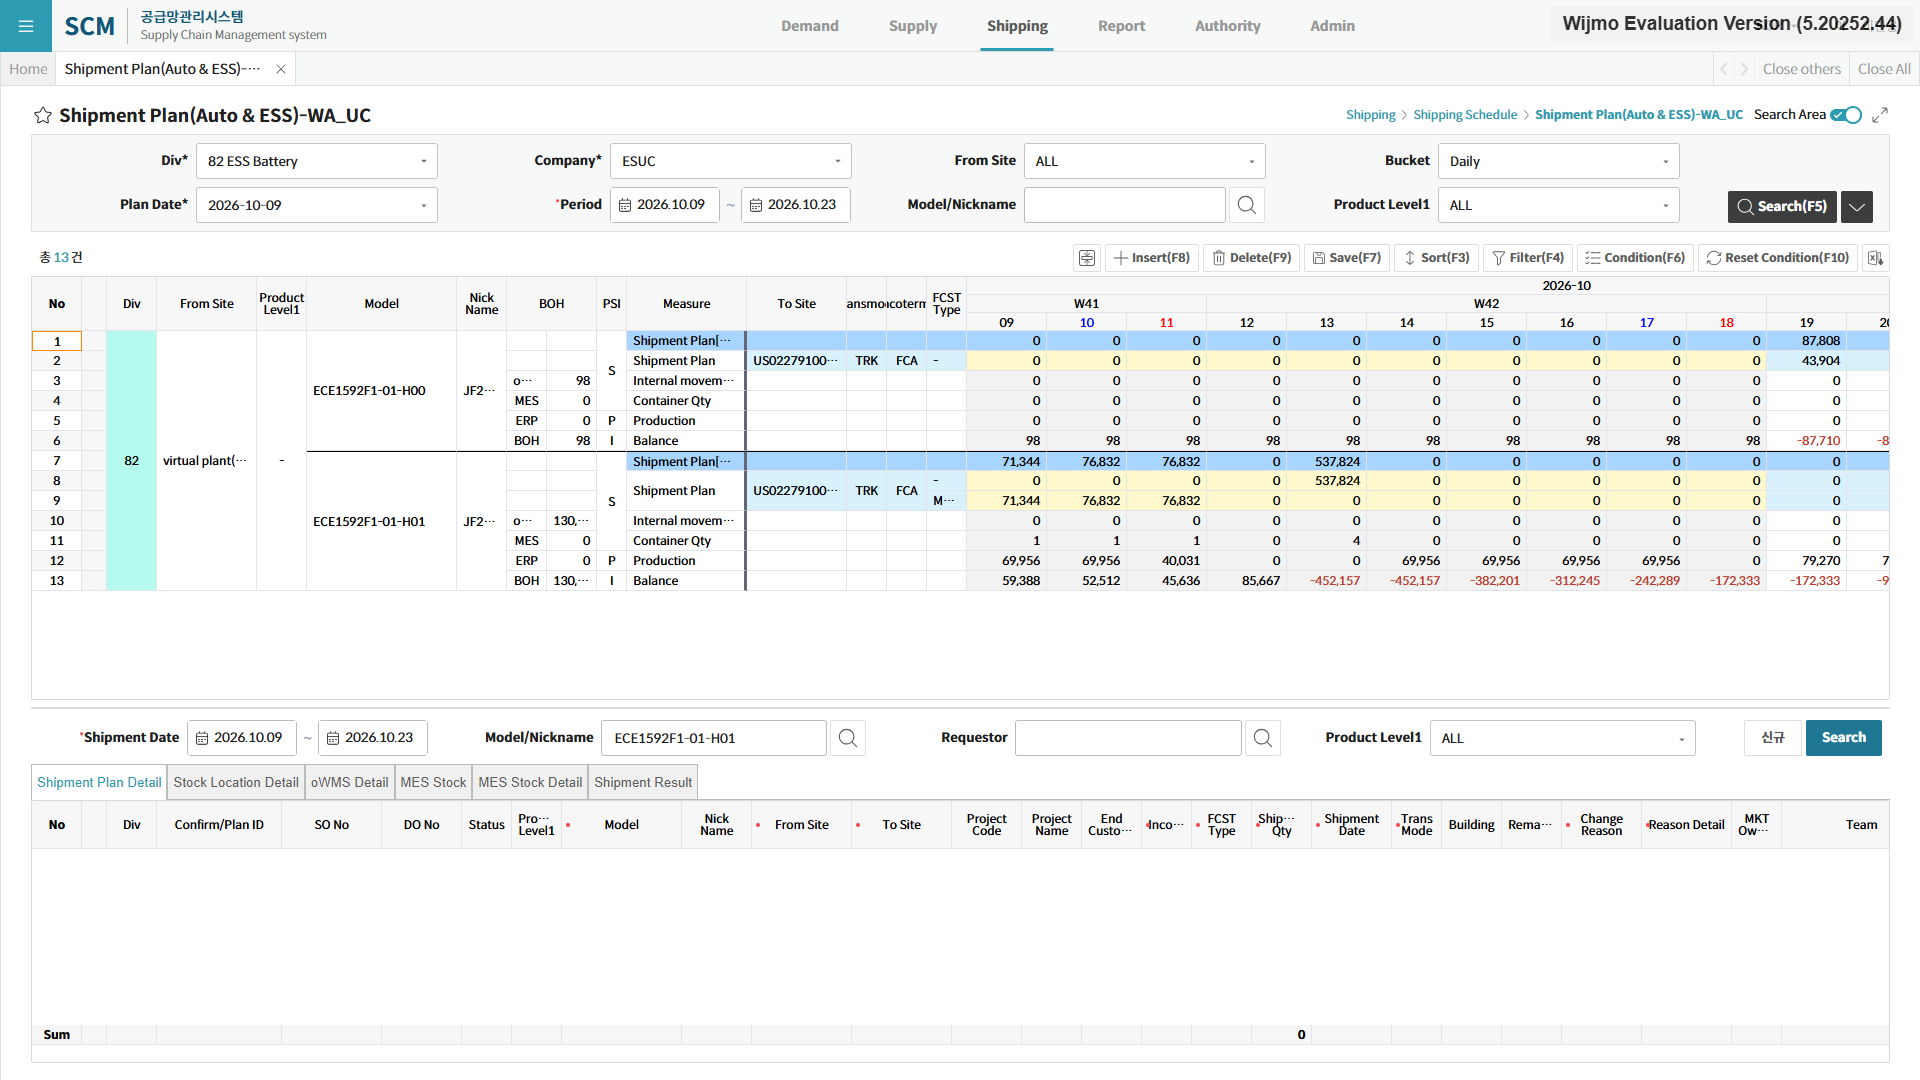 SCM
공급망관리시스템
Supply Chain Management system
Demand
Supply
Shipping
Report
Authority
Admin
Wijmo Evaluation Version (5.20252.44)
Home
Shipment Plan(Auto & ESS)-···
Close others
Close All
Shipment Plan(Auto & ESS)-WA_UC
Shipping > Shipping Schedule > Shipment Plan(Auto & ESS)-WA_UC
Search Area
Div* 82 ESS Battery
Company* ESUC
From Site ALL
Bucket Daily
Plan Date* 2026-10-09
*Period 2026.10.09 ~ 2026.10.23
Model/Nickname
Product Level1 ALL
Search(F5)
총 13 건
Insert(F8)
Delete(F9)
Save(F7)
Sort(F3)
Filter(F4)
Condition(F6)
Reset Condition(F10)
No Div From Site Product Level1 Model Nick Name BOH PSI Measure To Site ansmo coterm FCST Type
2026-10
W41 W42
09 10 11 12 13 14 15 16 17 18 19 20
1 Shipment Plan[··· 0 0 0 0 0 0 0 0 0 0 87,808
2 Shipment Plan US02279100··· TRK FCA - 0 0 0 0 0 0 0 0 0 0 43,904
S
3 o··· 98 Internal movem··· 0 0 0 0 0 0 0 0 0 0 0
ECE1592F1-01-H00 JF2···
4 MES 0 Container Qty 0 0 0 0 0 0 0 0 0 0 0
5 ERP 0 P Production 0 0 0 0 0 0 0 0 0 0 0
6 BOH 98 I Balance 98 98 98 98 98 98 98 98 98 98 -87,710 -8
7 82 virtual plant(··· - Shipment Plan[··· 71,344 76,832 76,832 0 537,824 0 0 0 0 0 0
8 - 0 0 0 0 537,824 0 0 0 0 0 0
Shipment Plan US02279100··· TRK FCA
9 S M··· 71,344 76,832 76,832 0 0 0 0 0 0 0 0
10 o··· 130,··· Internal movem··· 0 0 0 0 0 0 0 0 0 0 0
ECE1592F1-01-H01 JF2···
11 MES 0 Container Qty 1 1 1 0 4 0 0 0 0 0 0
12 ERP 0 P Production 69,956 69,956 40,031 0 0 69,956 69,956 69,956 69,956 0 79,270 7
13 BOH 130,··· I Balance 59,388 52,512 45,636 85,667 -452,157 -452,157 -382,201 -312,245 -242,289 -172,333 -172,333 -9
*Shipment Date 2026.10.09 ~ 2026.10.23
Model/Nickname ECE1592F1-01-H01
Requestor
Product Level1 ALL
신규
Search
Shipment Plan Detail
Stock Location Detail
oWMS Detail
MES Stock
MES Stock Detail
Shipment Result
No Div Confirm/Plan ID SO No DO No Status Pro··· Level1 Model Nick Name From Site To Site Project Code Project Name End Custo··· Inco··· FCST Type Ship··· Qty Shipment Date Trans Mode Building Rema··· Change Reason Reason Detail MKT Ow··· Team
Sum 0